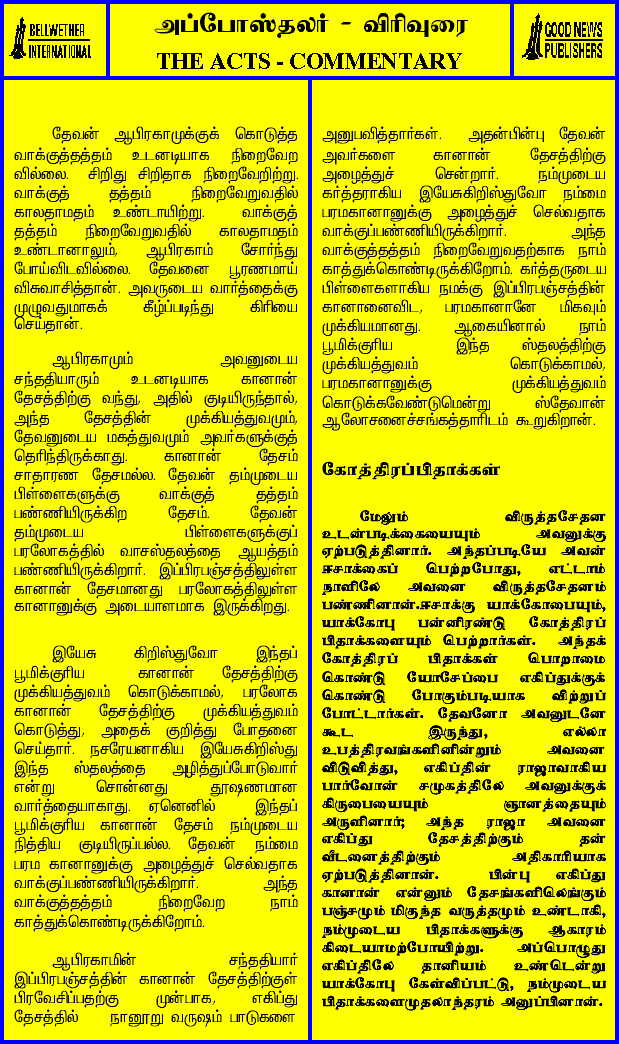 BELLWETHER
INTERNATIONAL
அப்போஸ்தலர் - விரிவுரை
THE ACTS - COMMENTARY
GOOD NEWS
PUBLISHERS
தேவன் ஆபிரகாமுக்குக் கொடுத்த
வாக்குத்தத்தம் உடனடியாக நிறைவேற
வில்லை. சிறிது சிறிதாக நிறைவேறிற்று.
வாக்குத் தத்தம் நிறைவேறுவதில்
காலதாமதம் உண்டாயிற்று. வாக்குத்
தத்தம் நிறைவேறுவதில் காலதாமதம்
உண்டானாலும், ஆபிரகாம் சோர்ந்து
போய்விடவில்லை. தேவனை பூரணமாய்
விசுவாசித்தான். அவருடைய வார்த்தைக்கு
முழுவதுமாகக் கீழ்ப்படிந்து கிரியை
செய்தான்.
ஆபிரகாமும் அவனுடைய
சந்ததியாரும் உடனடியாக கானான்
தேசத்திற்கு வந்து, அதில் குடியிருந்தால்,
அந்த தேசத்தின் முக்கியத்துவமும்,
தேவனுடைய மகத்துவமும் அவர்களுக்குத்
தெரிந்திருக்காது. கானான் தேசம்
சாதாரண தேசமல்ல. தேவன் தம்முடைய
பிள்ளைகளுக்கு வாக்குத் தத்தம்
பண்ணியிருக்கிற தேசம். தேவன்
தம்முடைய பிள்ளைகளுக்குப்
பரலோகத்தில் வாசஸ்தலத்தை ஆயத்தம்
பண்ணியிருக்கிறார். இப்பிரபஞ்சத்திலுள்ள
கானான் தேசமானது பரலோகத்திலுள்ள
கானானுக்கு அடையாளமாக இருக்கிறது.
இயேசு கிறிஸ்துவோ இந்தப்
பூமிக்குரிய கானான் தேசத்திற்கு
முக்கியத்துவம் கொடுக்காமல், பரலோக
கானான் தேசத்திற்கு முக்கியத்துவம்
கொடுத்து, அதைக் குறித்து போதனை
செய்தார். நசரேயனாகிய இயேசுகிறிஸ்து
இந்த ஸ்தலத்தை அழித்துப்போடுவார்
என்று சொன்னது தூஷணமான
வார்த்தையாகாது. ஏனெனில் இந்தப்
பூமிக்குரிய கானான் தேசம் நம்முடைய
நித்திய குடியிருப்பல்ல. தேவன் நம்மை
பரம கானானுக்கு அழைத்துச் செல்வதாக
வாக்குப்பண்ணியிருக்கிறார். அந்த
வாக்குத்தத்தம் நிறைவேற நாம்
காத்துக்கொண்டிருக்கிறோம்.
ஆபிரகாமின் சந்ததியார்
இப்பிரபஞ்சத்தின் கானான் தேசத்திற்குள்
பிரவேசிப்பதற்கு முன்பாக, எகிப்து
தேசத்தில் நானூறு வருஷம் பாடுகளை
அனுபவித்தார்கள். அதன்பின்பு தேவன்
அவர்களை கானான் தேசத்திற்கு
அழைத்துச் சென்றார். நம்முடைய
கர்த்தராகிய இயேசுகிறிஸ்துவோ நம்மை
பரமகானானுக்கு அழைத்துச் செல்வதாக
வாக்குப்பண்ணியிருக்கிறார். அந்த
வாக்குத்தத்தம் நிறைவேறுவதற்காக நாம்
காத்துக்கொண்டிருக்கிறோம். கர்த்தருடைய
பிள்ளைகளாகிய நமக்கு இப்பிரபஞ்சத்தின்
கானானைவிட, பரமகானானே மிகவும்
முக்கியமானது. ஆகையினால் நாம்
பூமிக்குரிய இந்த ஸ்தலத்திற்கு
முக்கியத்துவம் கொடுக்காமல்,
பரமகானானுக்கு முக்கியத்துவம்
கொடுக்கவேண்டுமென்று ஸ்தேவான்
ஆலோசனைச்சங்கத்தாரிடம் கூறுகிறான்.
கோத்திரப்பிதாக்கள்
மேலும் விருத்தசேதன
உடன்படிக்கையையும் அவனுக்கு
ஏற்படுத்தினார். அந்தப்படியே அவன்
ஈசாக்கைப் பெற்றபோது, எட்டாம்
நாளிலே அவனை விருத்தசேதனம்
பண்ணினான்.ஈசாக்கு யாக்கோபையும்,
யாக்கோபு பன்னிரண்டு கோத்திரப்
பிதாக்களையும் பெற்றார்கள். அந்தக்
கோத்திரப் பிதாக்கள் பொறாமை
கொண்டு யோசேப்பை எகிப்துக்குக்
கொண்டு போகும்படியாக விற்றுப்
போட்டார்கள். தேவனோ அவனுடனே
கூட இருந்து, எல்லா
உபத்திரவங்களினின்றும் அவனை
விடுவித்து, எகிப்தின் ராஜாவாகிய
பார்வோன் சமுகத்திலே அவனுக்குக்
கிருபையையும் ஞானத்தையும்
அருளினார்; அந்த ராஜா அவனை
எகிப்து தேசத்திற்கும் தன்
வீடனைத்திற்கும் அதிகாரியாக
ஏற்படுத்தினான். பின்பு எகிப்து
கானான் என்னும் தேசங்களிலெங்கும்
பஞ்சமும் மிகுந்த வருத்தமும் உண்டாகி,
நம்முடைய பிதாக்களுக்கு ஆகாரம்
கிடையாமற்போயிற்று. அப்பொழுது
எகிப்திலே தானியம் உண்டென்று
யாக்கோபு கேள்விப்பட்டு, நம்முடைய
பிதாக்களைமுதலாந்தரம் அனுப்பினான்.